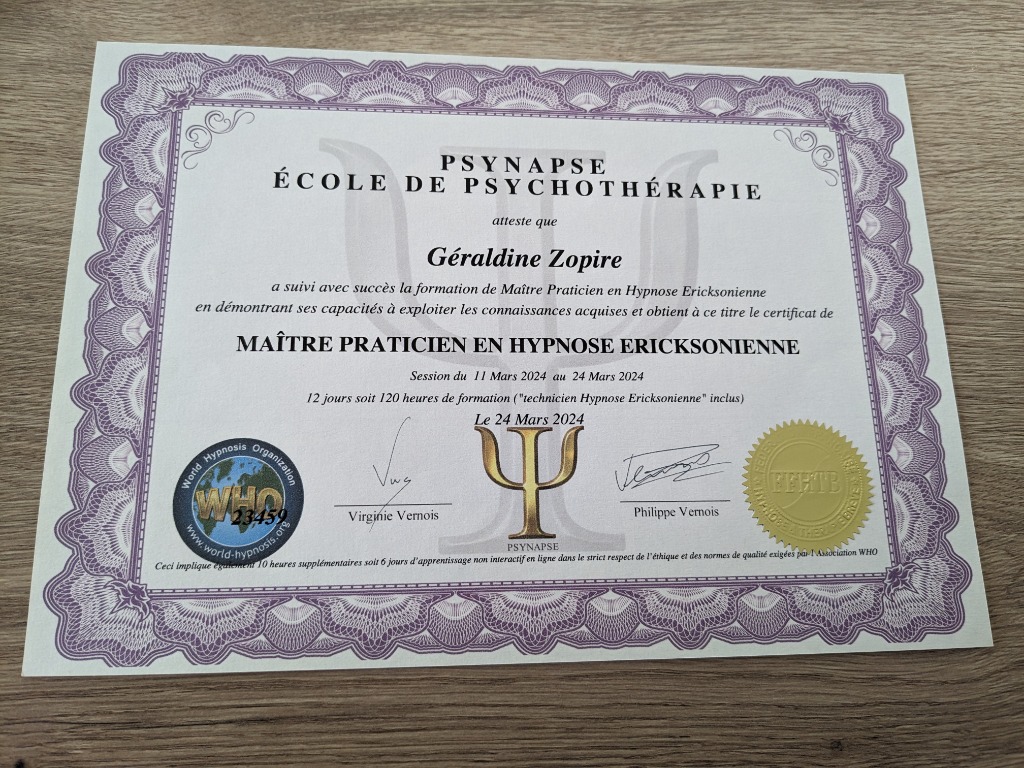 PSYNAPSE
ÉCOLE DE PSYCHOTHÉRAPIE
atteste que
Géraldine Zopire
a suivi avec succès la formation de Maître Praticien en Hypnose Ericksonienne
en démontrant ses capacités à exploiter les connaissances acquises et obtient à ce titre le certificat de
MAÎTRE PRATICIEN EN HYPNOSE ERICKSONIENNE
Session du 11 Mars 2024 au 24 Mars 2024
12 jours soit 120 heures de formation ("technicien Hypnose Ericksonienne" inclus)
Le 24 Mars 2024
World Hypnosis Organization
WHO
23459
www.world-hypnosis.org
Virginie Vernois
PSYNAPSE
Philippe Vernois
EFHTB
Ceci implique également 10 heures supplémentaires soit 6 jours d'apprentissage non interactif en ligne dans le strict respect de l'éthique et des normes de qualité exigées par l Association WHO